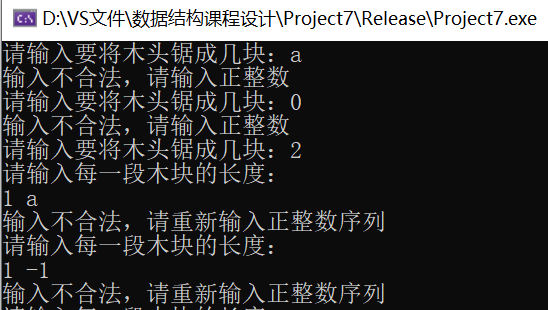 C:\ D:\VS文件\数据结构课程设计\Project7\Release\Project7.exe
请输入要将木头锯成几块：a
输入不合法，请输入正整数
请输入要将木头锯成几块：0
输入不合法，请输入正整数
请输入要将木头锯成几块：2
请输入每一段木块的长度：
1 a
输入不合法，请重新输入正整数序列
请输入每一段木块的长度：
1 -1
输入不合法，请重新输入正整数序列